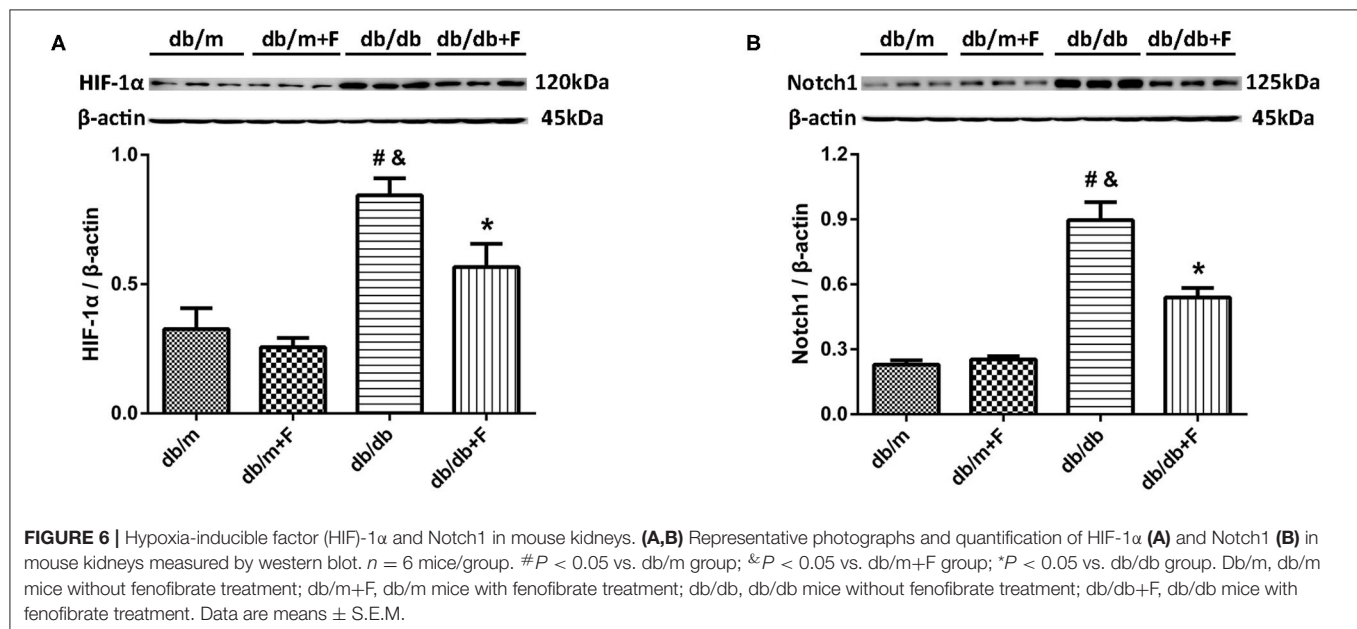 A
db/m db/m+F db/db db/db+F
HIF-1α 120kDa
β-actin 45kDa
1.0
# &
*
0.5
0.0
HIF-1α / β-actin
db/m
db/m+F
db/db
db/db+F
B
db/m db/m+F db/db db/db+F
Notch1 125kDa
β-actin 45kDa
1.2
# &
0.9
*
0.6
0.3
0.0
Notch1 / β-actin
db/m
db/m+F
db/db
db/db+F
FIGURE 6 | Hypoxia-inducible factor (HIF)-1α and Notch1 in mouse kidneys. (A,B) Representative photographs and quantification of HIF-1α (A) and Notch1 (B) in
mouse kidneys measured by western blot. n = 6 mice/group. #P < 0.05 vs. db/m group; &P < 0.05 vs. db/m+F group; *P < 0.05 vs. db/db group. Db/m, db/m
mice without fenofibrate treatment; db/m+F, db/m mice with fenofibrate treatment; db/db, db/db mice without fenofibrate treatment; db/db+F, db/db mice with
fenofibrate treatment. Data are means ± S.E.M.